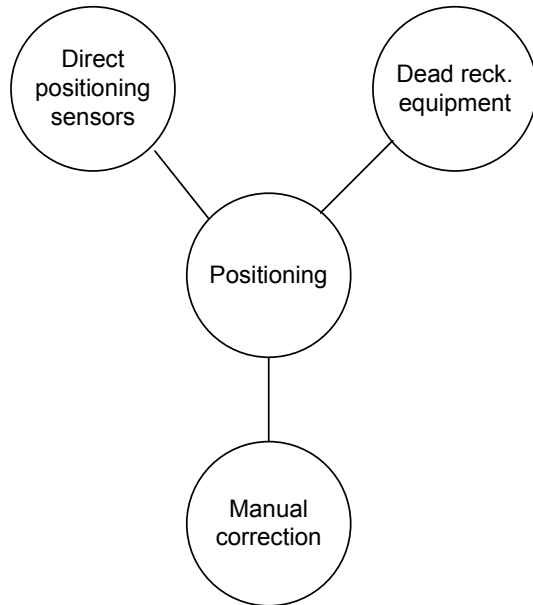 Direct
positioning
sensors
Dead reck.
equipment
Positioning
Manual
correction